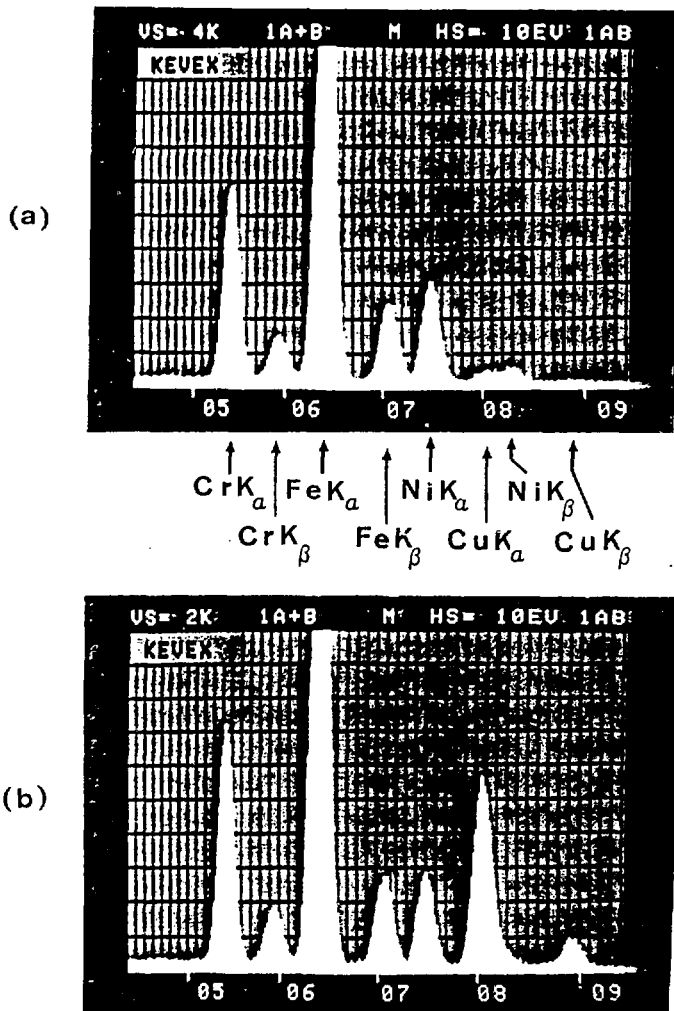 VS= 4K 1A+B M HS= 10EV 1AB
KEVEX
(a)
05 06 07 08 09
CrKα FeKα NiKα NiKβ
CrKβ FeKβ CuKα CuKβ
VS= 2K 1A+B M HS= 10EV 1AB
KEVEX
(b)
05 06 07 08 09